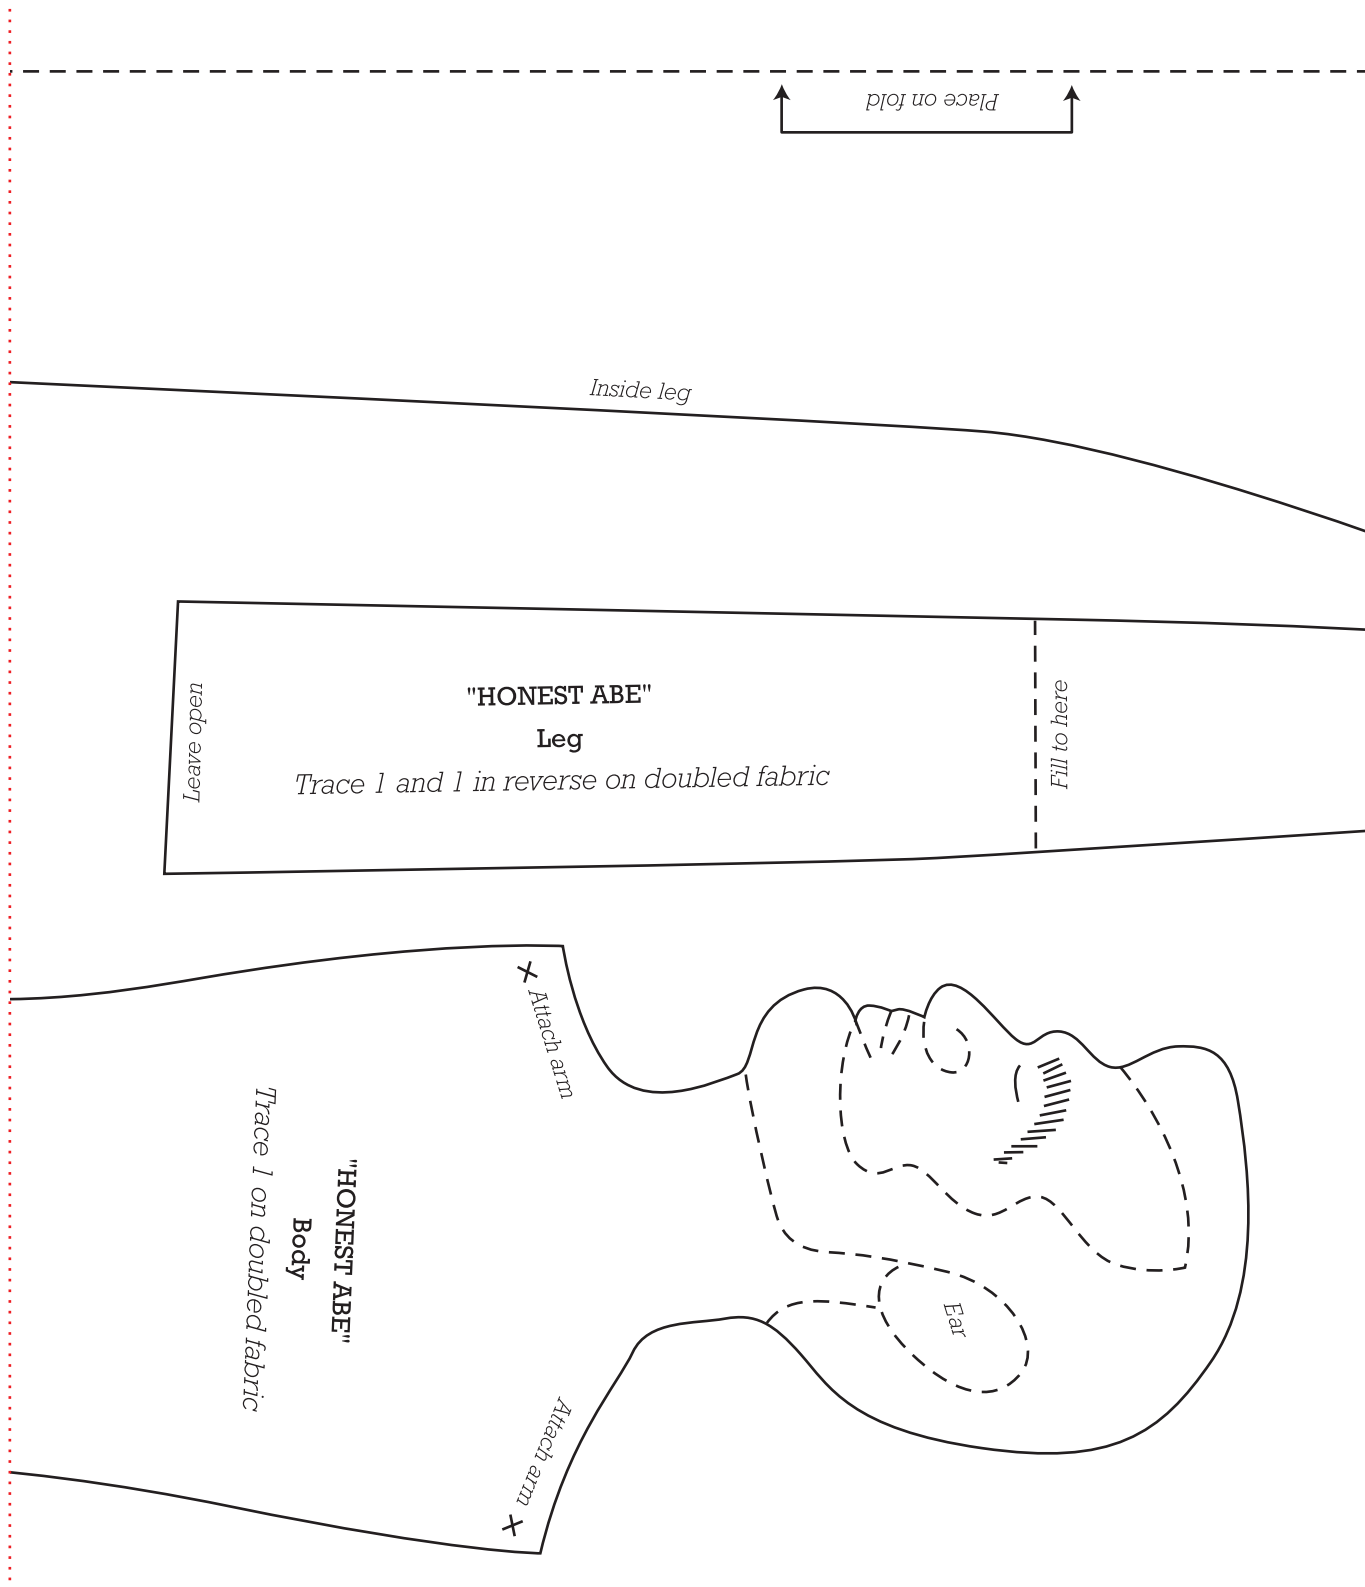 Place on fold
Inside leg
Leave open
"HONEST ABE"
Leg
Trace 1 and 1 in reverse on doubled fabric
Fill to here
Attach arm
"HONEST ABE"
Body
Trace 1 on doubled fabric
Ear
Attach arm